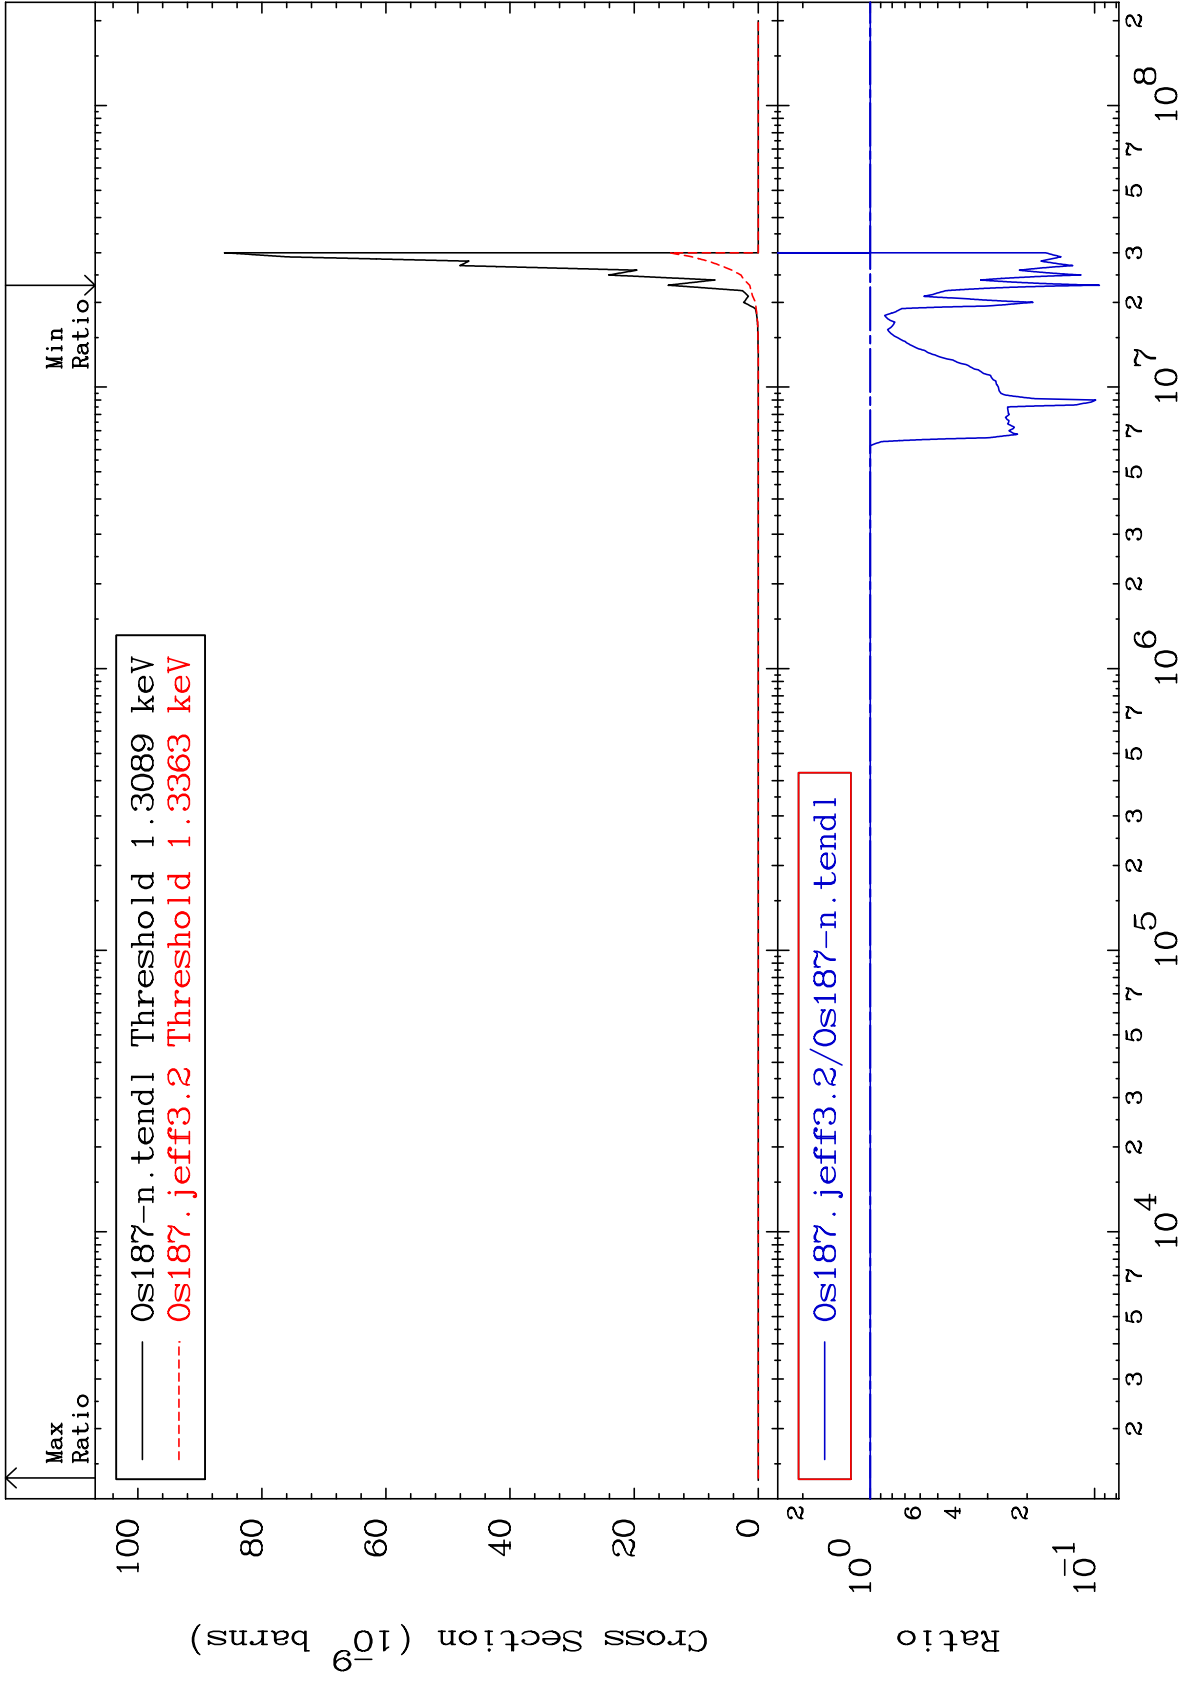 Max
Ratio
Min
Ratio
Os187-n.tendl Threshold 1.3089 keV
Os187.jeff3.2 Threshold 1.3363 keV
100
80
60
40
20
0
Cross Section (10-9 barns)
Os187.jeff3.2/Os187-n.tendl
2
10 0
6
4
2
10-1
Ratio
2 3 5 7 2 3 5 7 2 3 5 7 2 3 5 7 2 3 5 7 2
10 4 10 5 10 6 10 7 10 8